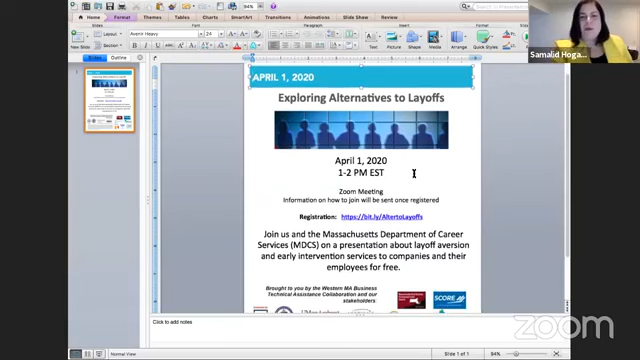 94%
Home
Format
Themes
Tables
Charts
SmartArt
Transitions
Animations
Slide Show
Review
Layout
Avenir Heavy
24
New Slide
Section
Text
Picture
Shape
Media
Arrange
Quick Styles
Slides
Outline
Samalid Hoga...
1
APRIL 1, 2020
Exploring Alternatives to Layoffs
April 1, 2020
1-2 PM EST
Zoom Meeting
Information on how to join will be sent once registered
Registration: https://bit.ly/AltertoLayoffs
Join us and the Massachusetts Department of Career
Services (MDCS) on a presentation about layoff aversion
and early intervention services to companies and their
employees for free.
Brought to you by the Western MA Business
Technical Assistance Collaboration and our
stakeholders:
SCORE
Click to add notes
zoom
Normal View
Slide 1 of 1
94%